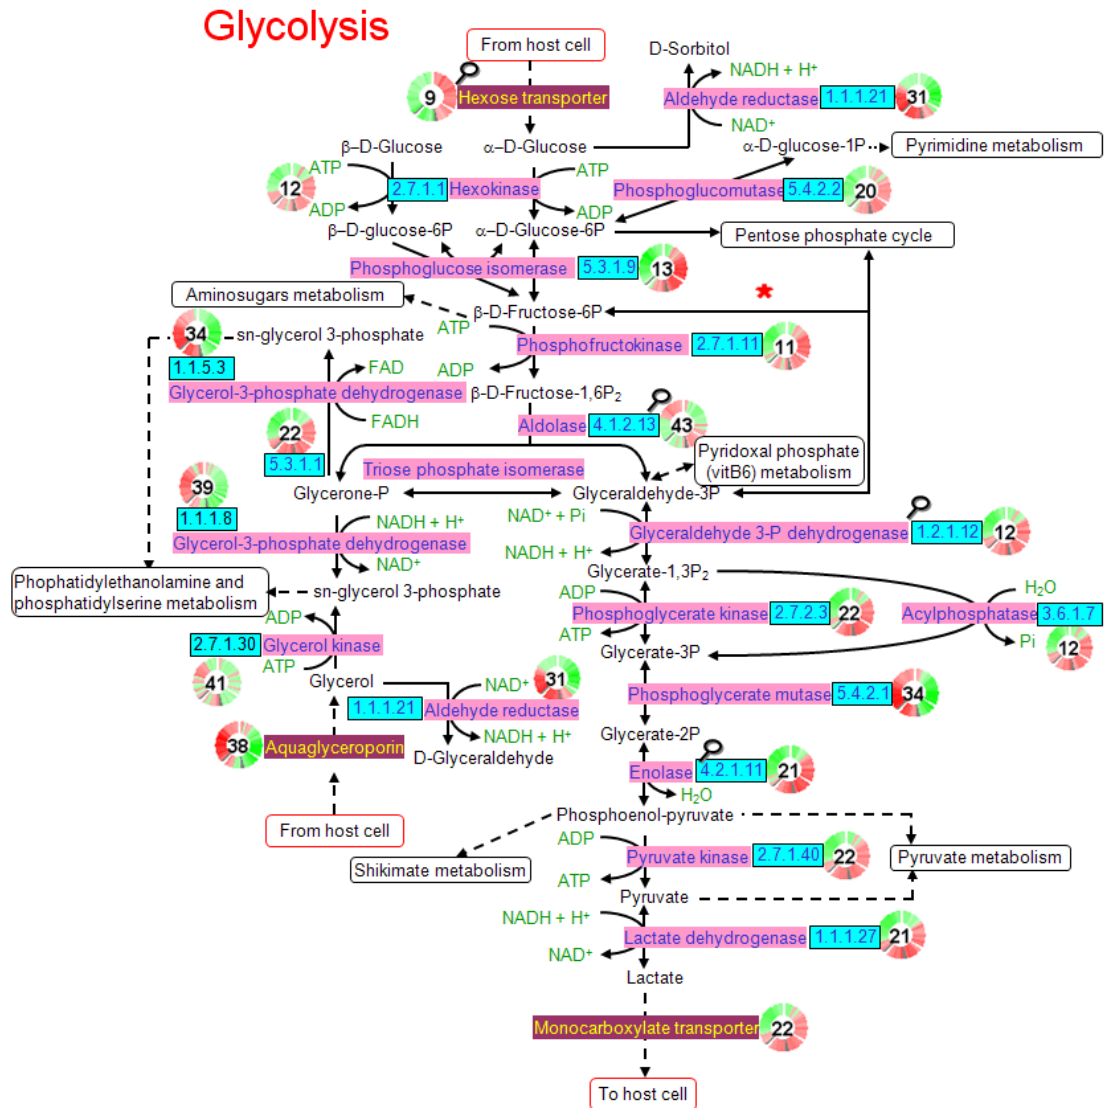 Glycolysis
From host cell
D-Sorbitol
NADH + H⁺
9
Hexose transporter
Aldehyde reductase
1.1.1.21
31
NAD⁺
β–D-Glucose
α–D-Glucose
α-D-glucose-1P
Pyrimidine metabolism
ATP
ATP
12
2.7.1.1
Hexokinase
Phosphoglucomutase
5.4.2.2
20
ADP
ADP
β–D-glucose-6P
α–D-Glucose-6P
Pentose phosphate cycle
Phosphoglucose isomerase
5.3.1.9
13
Aminosugars metabolism
*
β-D-Fructose-6P
34
sn-glycerol 3-phosphate
ATP
Phosphofructokinase
2.7.1.11
11
1.1.5.3
FAD
ADP
Glycerol-3-phosphate dehydrogenase
β-D-Fructose-1,6P₂
FADH
Aldolase
4.1.2.13
43
22
5.3.1.1
Triose phosphate isomerase
Pyridoxal phosphate
(vitB6) metabolism
39
Glycerone-P
Glyceraldehyde-3P
1.1.1.8
NADH + H⁺
NAD⁺ + Pi
Glycerol-3-phosphate dehydrogenase
Glyceraldehyde 3-P dehydrogenase
1.2.1.12
12
NAD⁺
NADH + H⁺
Phophatidylethanolamine and
phosphatidylserine metabolism
sn-glycerol 3-phosphate
Glycerate-1,3P₂
ADP
ADP
H₂O
Phosphoglycerate kinase
2.7.2.3
22
Acylphosphatase
3.6.1.7
2.7.1.30
Glycerol kinase
ATP
Pi
12
ATP
Glycerate-3P
41
Glycerol
NAD⁺
31
Phosphoglycerate mutase
5.4.2.1
34
1.1.1.21
Aldehyde reductase
38
Aquaglyceroporin
NADH + H⁺
Glycerate-2P
D-Glyceraldehyde
Enolase
4.2.1.11
21
H₂O
From host cell
Phosphoenol-pyruvate
ADP
Shikimate metabolism
Pyruvate kinase
2.7.1.40
22
Pyruvate metabolism
ATP
Pyruvate
NADH + H⁺
Lactate dehydrogenase
1.1.1.27
21
NAD⁺
Lactate
Monocarboxylate transporter
22
To host cell